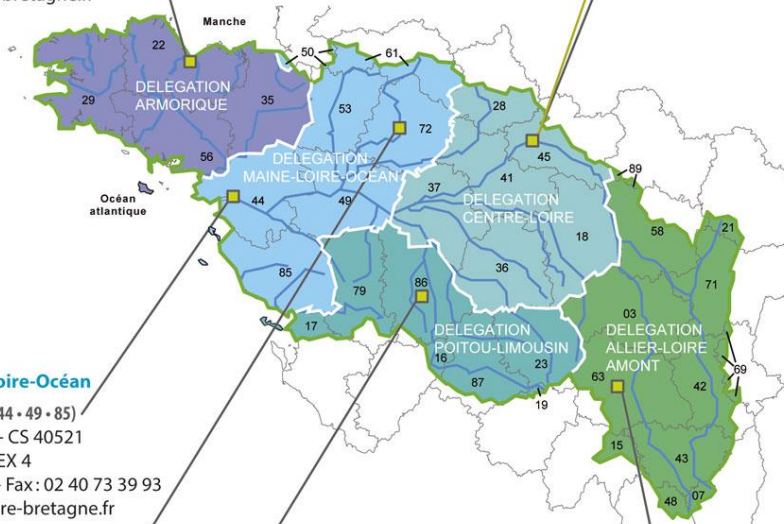 Manche
22
50
61
DELEGATION
ARMORIQUE
29
35
53
28
72
56
DELEGATION
MAINE-LOIRE-OCÉAN
45
41
89
37
Océan
atlantique
44
49
DELEGATION
CENTRE-LOIRE
58
21
18
85
36
71
79
86
03
17
DELEGATION
POITOU-LIMOUSIN
DELEGATION
ALLIER-LOIRE
AMONT
16
23
69
63
87
42
19
15
43
48
07
oire-Océan
44 • 49 • 85)
- CS 40521
EX 4
- Fax : 02 40 73 39 93
re-bretagne.fr